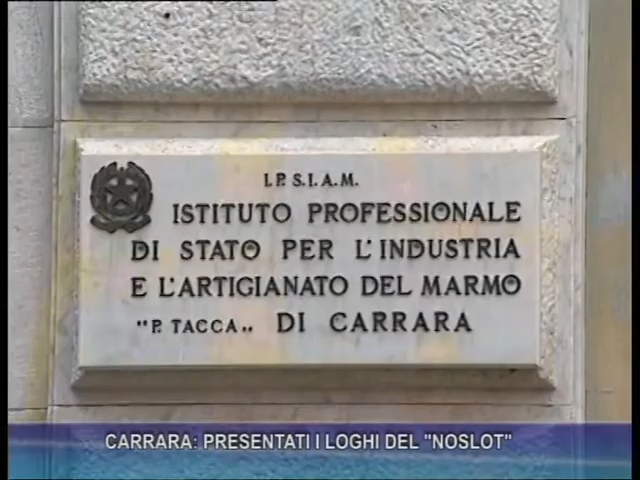 I.P. S.I.A.M.
ISTITUTO PROFESSIONALE
DI STATO PER L'INDUSTRIA
E L'ARTIGIANATO DEL MARMO
"P. TACCA„ DI CARRARA
CARRARA: PRESENTATI I LOGHI DEL "NOSLOT"